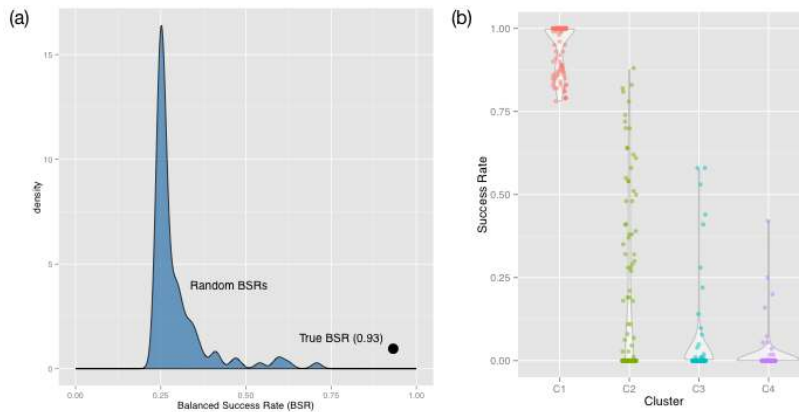 (a)
15
10
5
0
density
Random BSRs
True BSR (0.93)
0.00
0.25
0.50
0.75
1.00
Balanced Success Rate (BSR)
(b)
1.00
0.75
0.50
0.25
0.00
Success Rate
C1
C2
C3
C4
Cluster